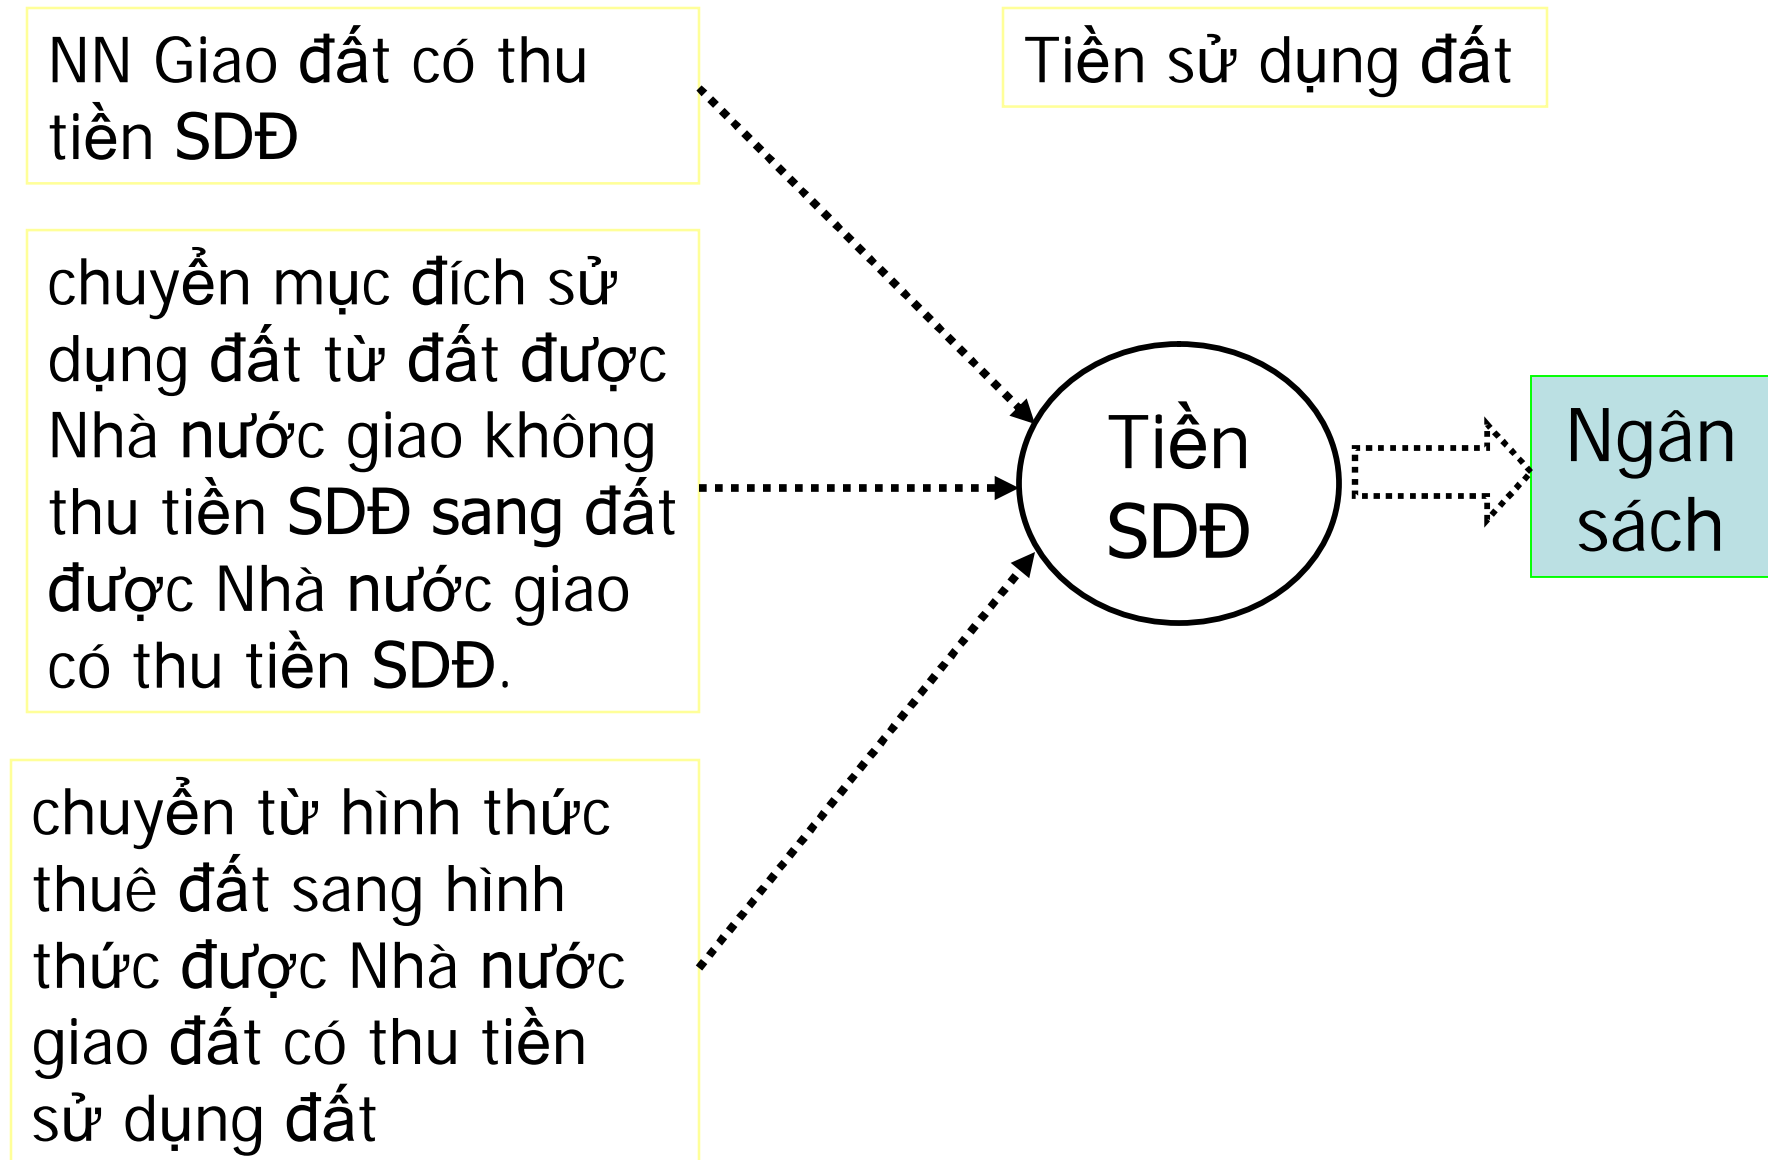 NN Giao đất có thu
tiền SDĐ
Tiền sử dụng đất
chuyển mục đích sử
dụng đất từ đất được
Nhà nước giao không
thu tiền SDĐ sang đất
được Nhà nước giao
có thu tiền SDĐ.
chuyển từ hình thức
thuê đất sang hình
thức được Nhà nước
giao đất có thu tiền
sử dụng đất
Tiền
SDĐ
Ngân
sách